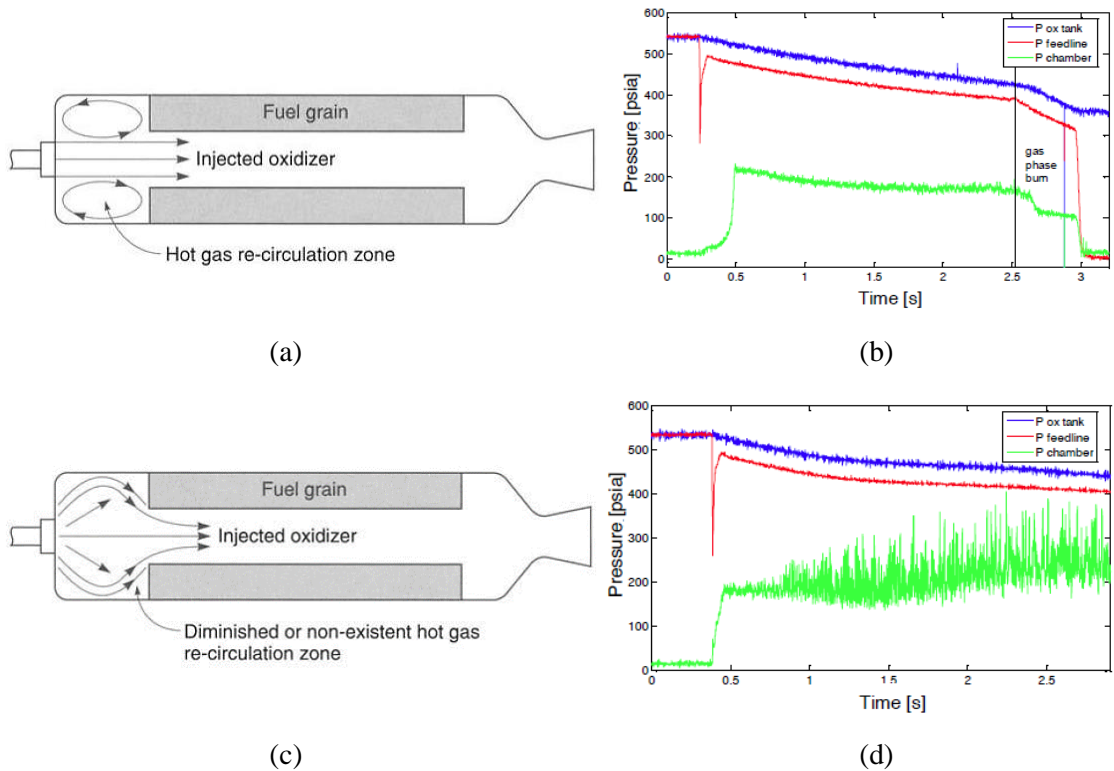 Fuel grain
Injected oxidizer
Hot gas re-circulation zone
(a)
600
500
400
300
200
100
0
Pressure [psia]
P ox tank
P feedline
P chamber
gas
phase
burn
0
0.5
1
1.5
2
2.5
3
Time [s]
(b)
Fuel grain
Injected oxidizer
Diminished or non-existent hot gas
re-circulation zone
(c)
600
500
400
300
200
100
0
Pressure [psia]
P ox tank
P feedline
P chamber
0
0.5
1
1.5
2
2.5
Time [s]
(d)